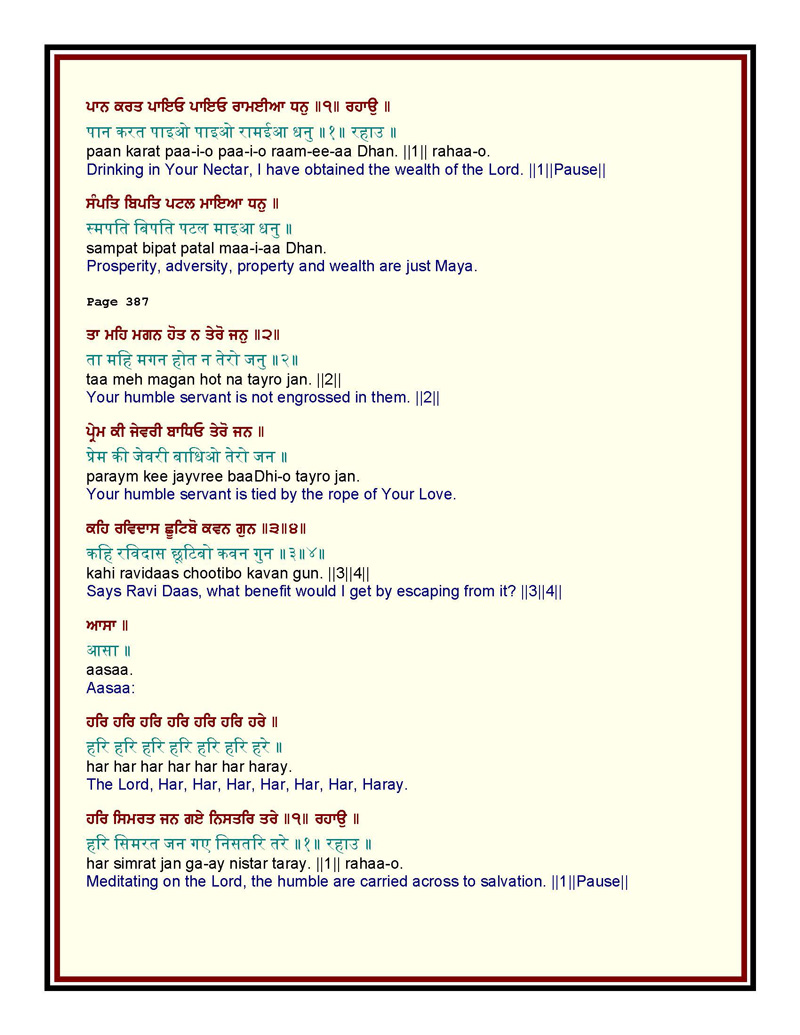 ਪਾਨ ਕਰਤ ਪਾਇਓ ਪਾਇਓ ਰਾਮਈਆ ਧਨੁ ॥੧॥ ਰਹਾਉ ॥
पान करत पाइओ पाइओ रामईआ धनु ॥१॥ रहाउ ॥
paan karat paa-i-o paa-i-o raam-ee-aa Dhan. ||1|| rahaa-o.
Drinking in Your Nectar, I have obtained the wealth of the Lord. ||1||Pause||
ਸੰਪਤਿ ਬਿਪਤਿ ਪਟਲ ਮਾਇਆ ਧਨੁ ॥
स्मपति बिपति पटल माइआ धनु ॥
sampat bipat patal maa-i-aa Dhan.
Prosperity, adversity, property and wealth are just Maya.
Page 387
ਤਾ ਮਹਿ ਮਗਨ ਹੋਤ ਨ ਤੇਰੋ ਜਨੁ ॥੨॥
ता महि मगन होत न तेरो जनु ॥२॥
taa meh magan hot na tayro jan. ||2||
Your humble servant is not engrossed in them. ||2||
ਪ੍ਰੇਮ ਕੀ ਜੇਵਰੀ ਬਾਧਿਓ ਤੇਰੋ ਜਨ ॥
प्रेम की जेवरी बाधिओ तेरो जन ॥
paraym kee jayvree baaDhi-o tayro jan.
Your humble servant is tied by the rope of Your Love.
ਕਹਿ ਰਵਿਦਾਸ ਛੂਟਿਬੋ ਕਵਨ ਗੁਨ ॥੩॥੪॥
कहि रविदास छूटिबो कवन गुन ॥३॥४॥
kahi ravidaas chootibo kavan gun. ||3||4||
Says Ravi Daas, what benefit would I get by escaping from it? ||3||4||
ਆਸਾ ॥
आसा ॥
aasaa.
Aasaa:
ਹਰਿ ਹਰਿ ਹਰਿ ਹਰਿ ਹਰਿ ਹਰਿ ਹਰੇ ॥
हरि हरि हरि हरि हरि हरि हरे ॥
har har har har har har haray.
The Lord, Har, Har, Har, Har, Har, Har, Haray.
ਹਰਿ ਸਿਮਰਤ ਜਨ ਗਏ ਨਿਸਤਰਿ ਤਰੇ ॥੧॥ ਰਹਾਉ ॥
हरि सिमरत जन गए निसतरि तरे ॥१॥ रहाउ ॥
har simrat jan ga-ay nistar taray. ||1|| rahaa-o.
Meditating on the Lord, the humble are carried across to salvation. ||1||Pause||